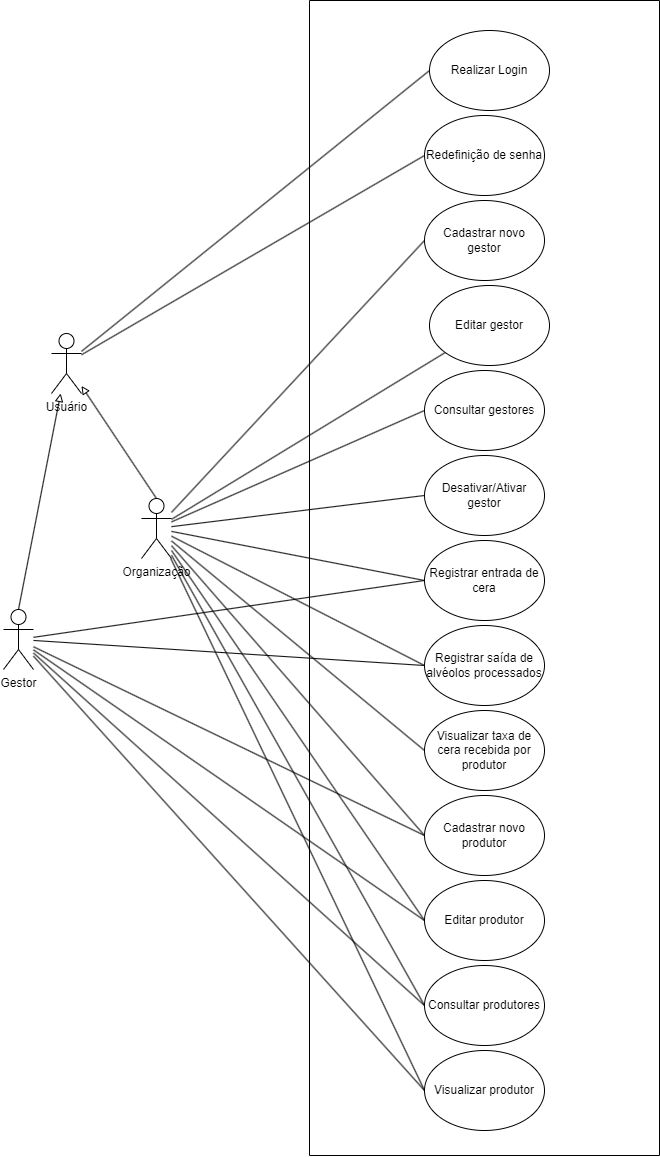 Realizar Login
Redefinição de senha
Cadastrar novo
gestor
Editar gestor
Usuário
Consultar gestores
Desativar/Ativar
gestor
Organização
Registrar entrada de
cera
Registrar saída de
alvéolos processados
Gestor
Visualizar taxa de
cera recebida por
produtor
Cadastrar novo
produtor
Editar produtor
Consultar produtores
Visualizar produtor